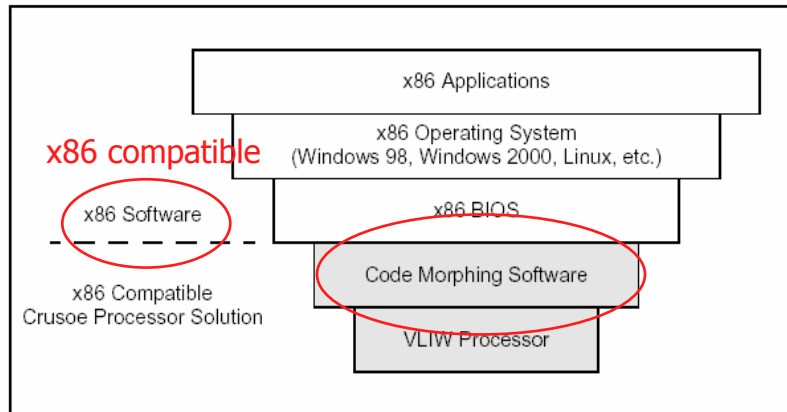 x86 Applications
x86 Operating System
(Windows 98, Windows 2000, Linux, etc.)
x86 compatible
x86 Software
x86 BIOS
Code Morphing Software
x86 Compatible
Crusoe Processor Solution
VLIW Processor